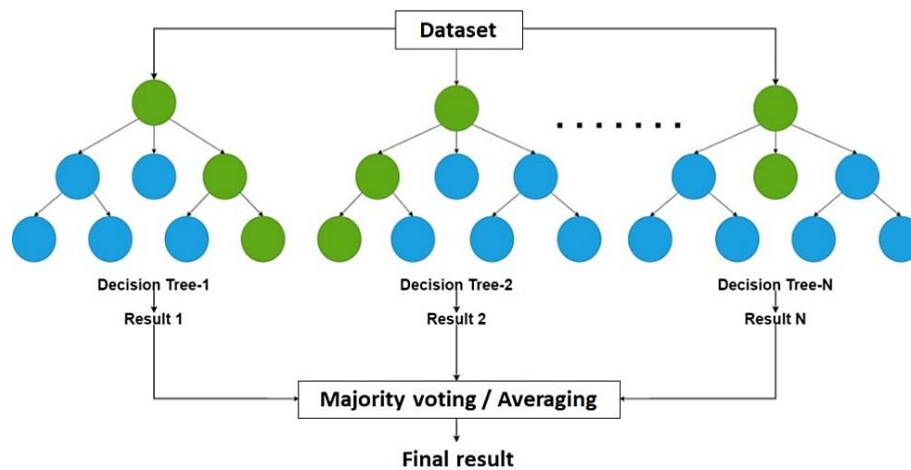 Dataset
Decision Tree-1
Decision Tree-2
Decision Tree-N
Result 1
Result 2
Result N
Majority voting / Averaging
Final result